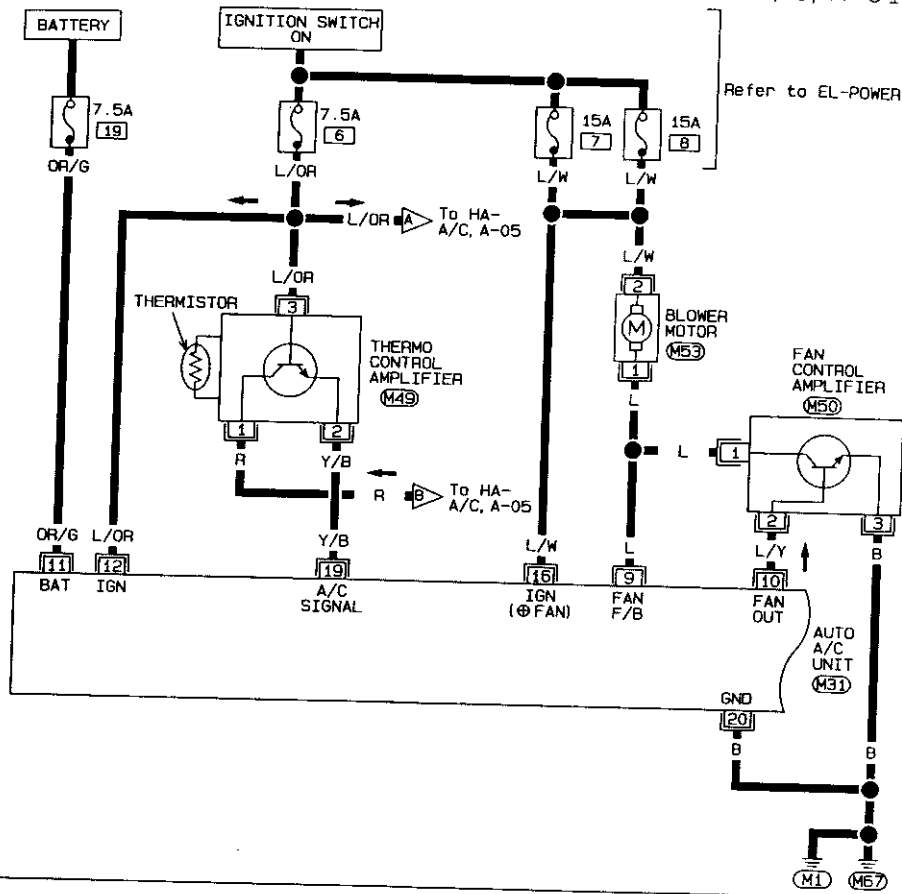 BATTERY
IGNITION SWITCH
ON
Refer to EL-POWER
7.5A
19
7.5A
6
15A
7
15A
8
OR/G
L/OR
L/W
L/W
L/OR
A
To HA-
A/C, A-05
L/OR
L/W
THERMISTOR
3
THERMO
CONTROL
AMPLIFIER
M49
2
M
BLOWER
MOTOR
M53
1
FAN
CONTROL
AMPLIFIER
M50
1
2
L
L
1
R
Y/B
R
B
To HA-
A/C, A-05
2
3
OR/G
L/OR
Y/B
L/W
L
L/Y
B
11
12
19
16
9
10
BAT
IGN
A/C
SIGNAL
IGN
(⊕FAN)
FAN
F/B
FAN
OUT
AUTO
A/C
UNIT
M31
GND
20
B
B
M1
M67